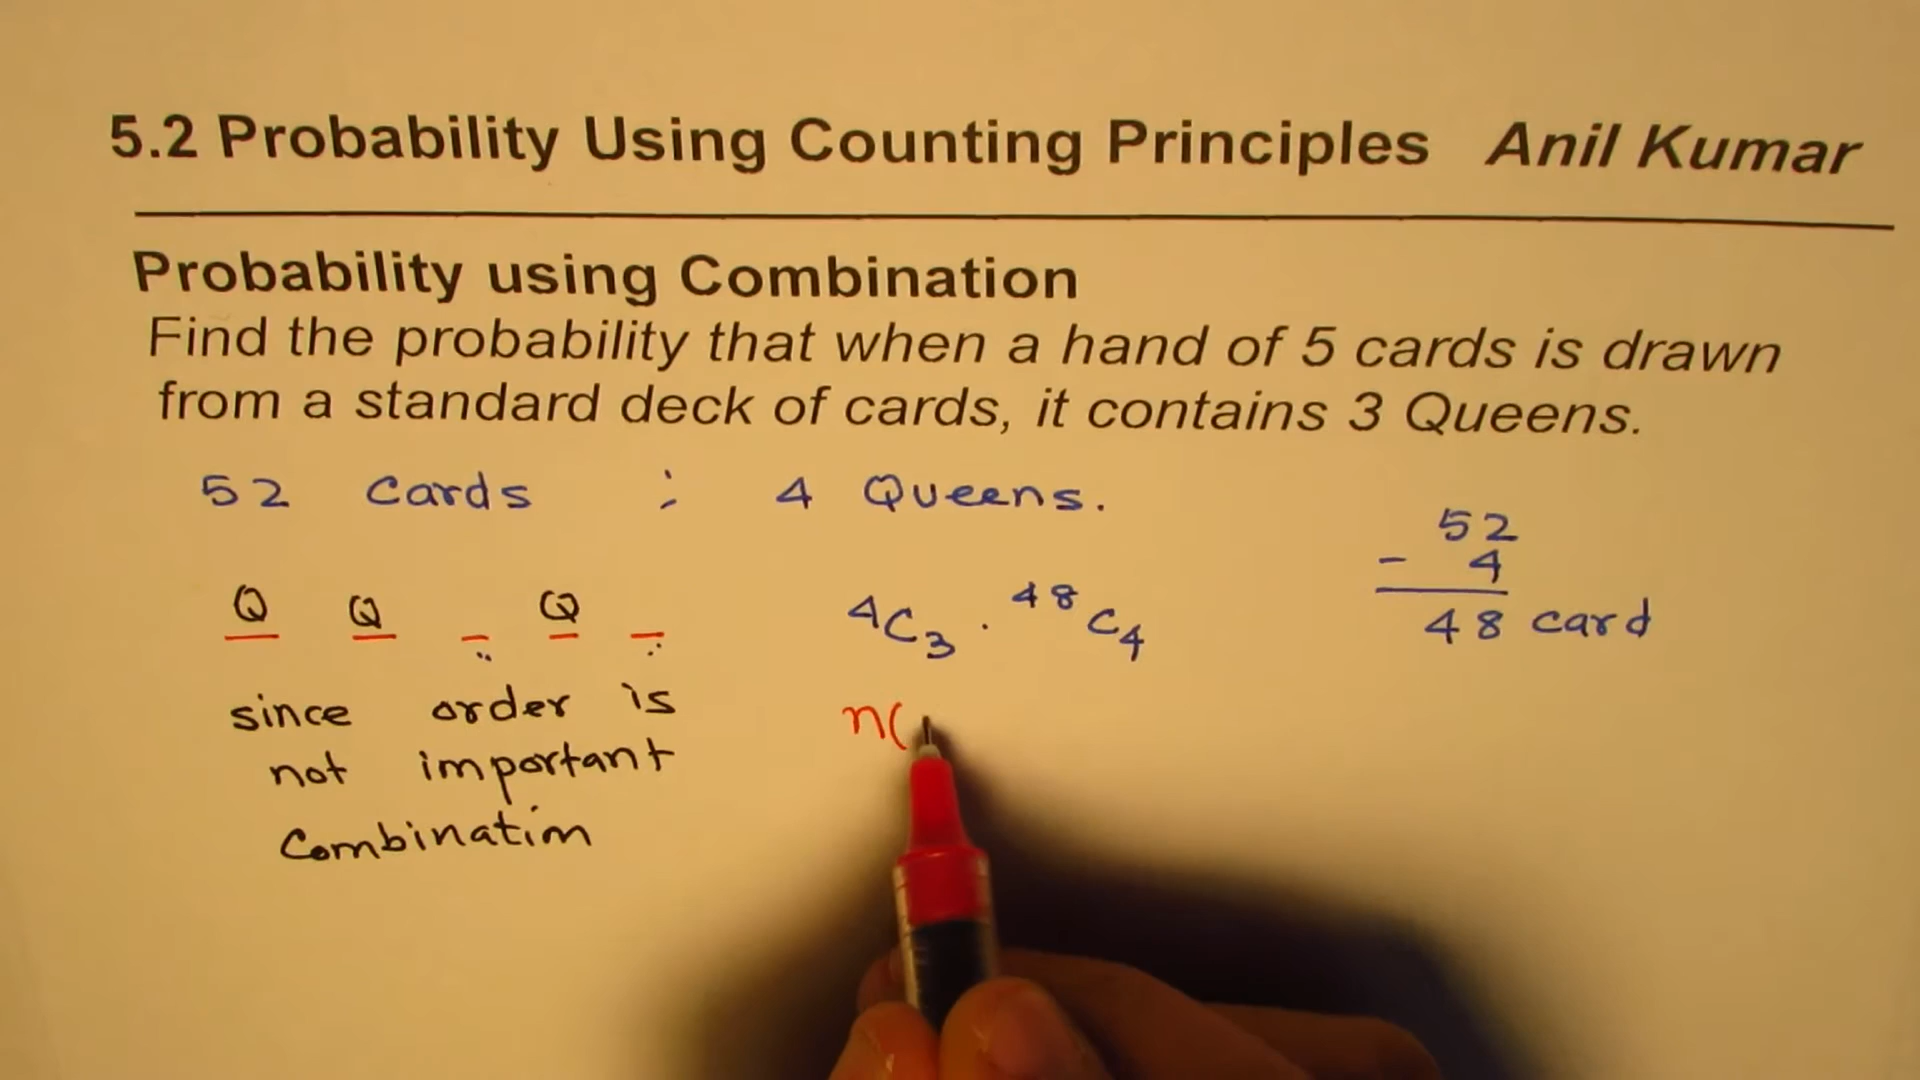 5.2 Probability Using Counting Principles Anil Kumar
Probability using Combination
Find the probability that when a hand of 5 cards is drawn
from a standard deck of cards, it contains 3 Queens.
52 Cards : 4 Queens.
52
- 4
48 card
Q Q _ Q _
⁴C₃ · ⁴⁸C₄
since order is
not important
Combination
n(